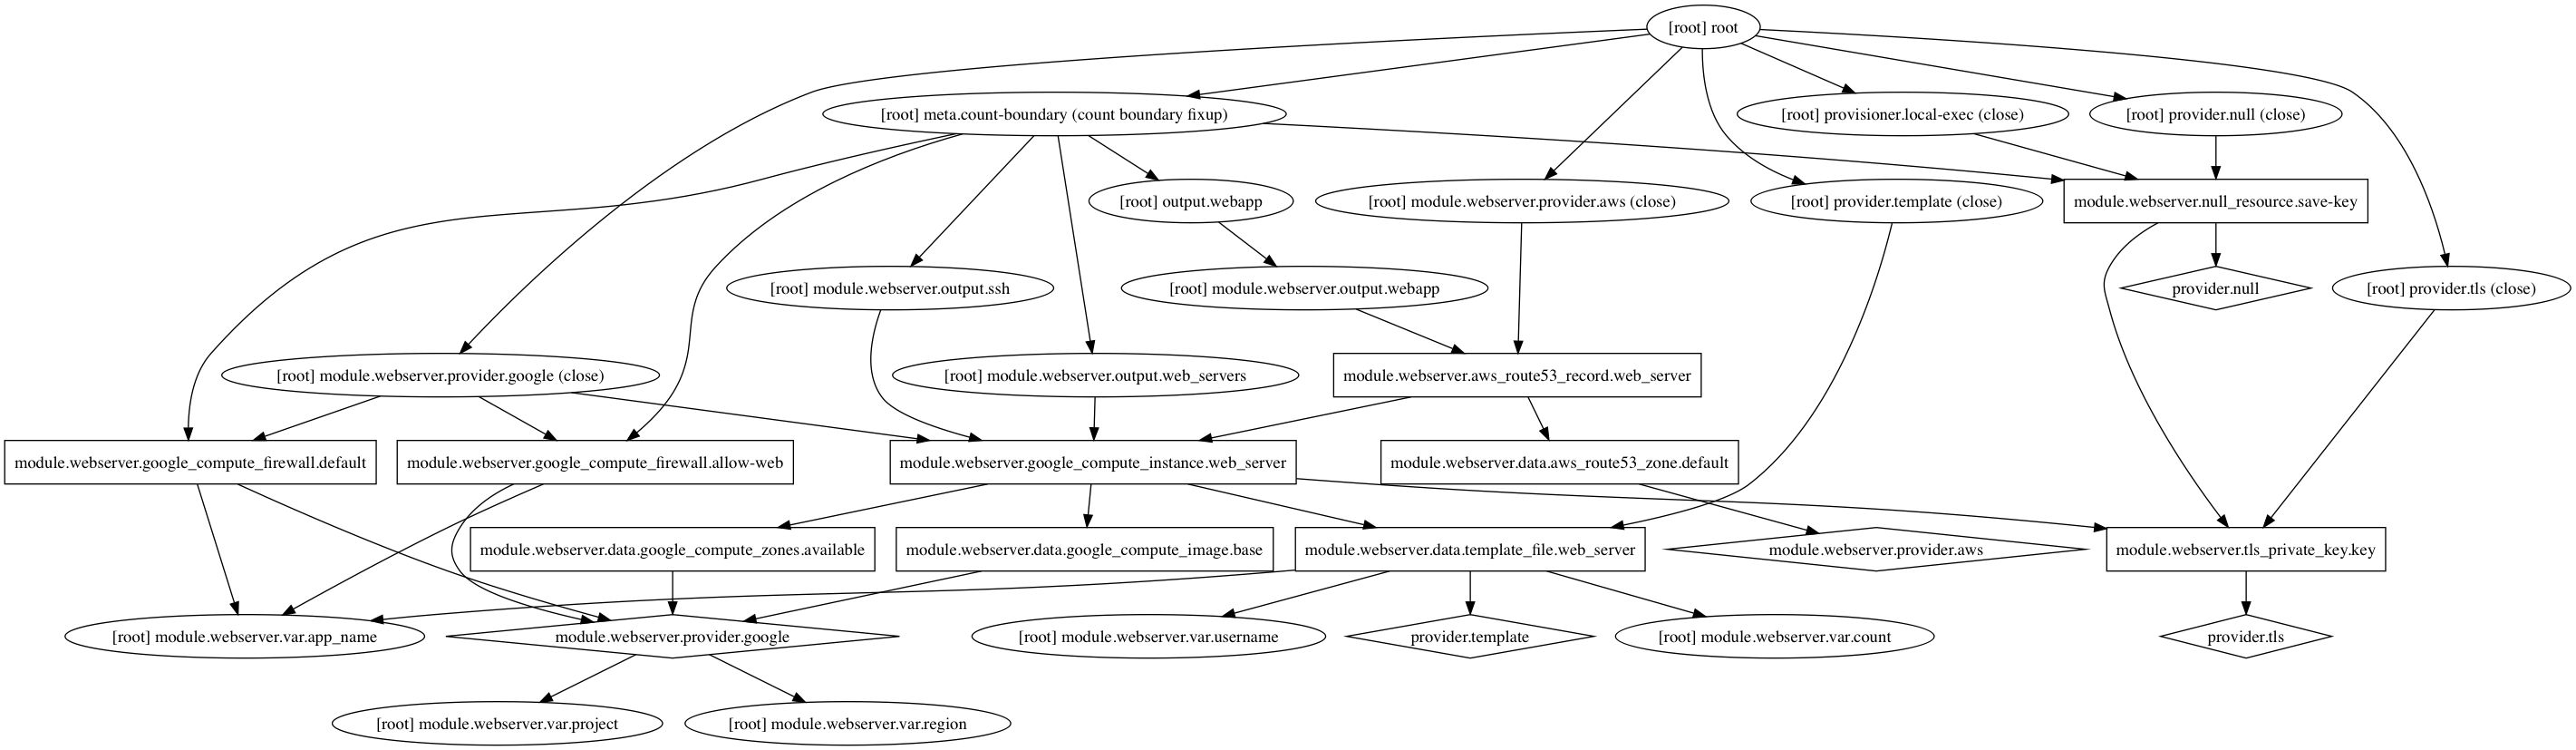 [root] root
[root] meta.count-boundary (count boundary fixup)
[root] provisioner.local-exec (close)
[root] provider.null (close)
[root] output.webapp
[root] module.webserver.provider.aws (close)
[root] provider.template (close)
module.webserver.null_resource.save-key
[root] module.webserver.output.ssh
[root] module.webserver.output.webapp
provider.null
[root] provider.tls (close)
[root] module.webserver.provider.google (close)
[root] module.webserver.output.web_servers
module.webserver.aws_route53_record.web_server
module.webserver.google_compute_firewall.default
module.webserver.google_compute_firewall.allow-web
module.webserver.google_compute_instance.web_server
module.webserver.data.aws_route53_zone.default
module.webserver.data.google_compute_zones.available
module.webserver.data.google_compute_image.base
module.webserver.data.template_file.web_server
module.webserver.provider.aws
module.webserver.tls_private_key.key
[root] module.webserver.var.app_name
module.webserver.provider.google
[root] module.webserver.var.username
provider.template
[root] module.webserver.var.count
provider.tls
[root] module.webserver.var.project
[root] module.webserver.var.region